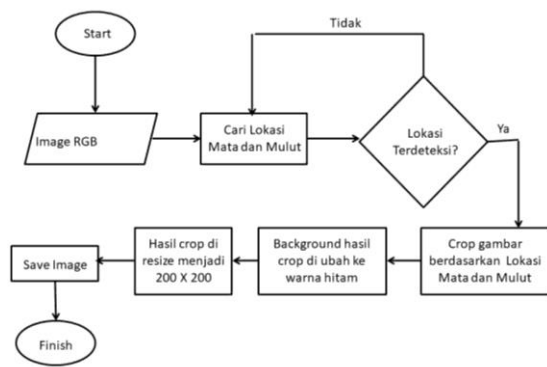 Start
Tidak
Image RGB
Cari Lokasi
Mata dan Mulut
Lokasi
Terdeteksi?
Ya
Crop gambar
berdasarkan Lokasi
Mata dan Mulut
Background hasil
crop di ubah ke
warna hitam
Hasil crop di
resize menjadi
200 X 200
Save Image
Finish